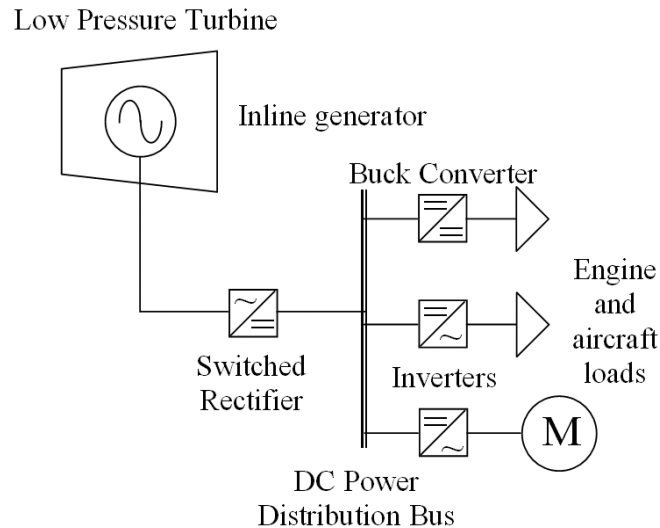 Low Pressure Turbine
Inline generator
Buck Converter
Engine
and
aircraft
loads
Switched
Rectifier
Inverters
M
DC Power
Distribution Bus